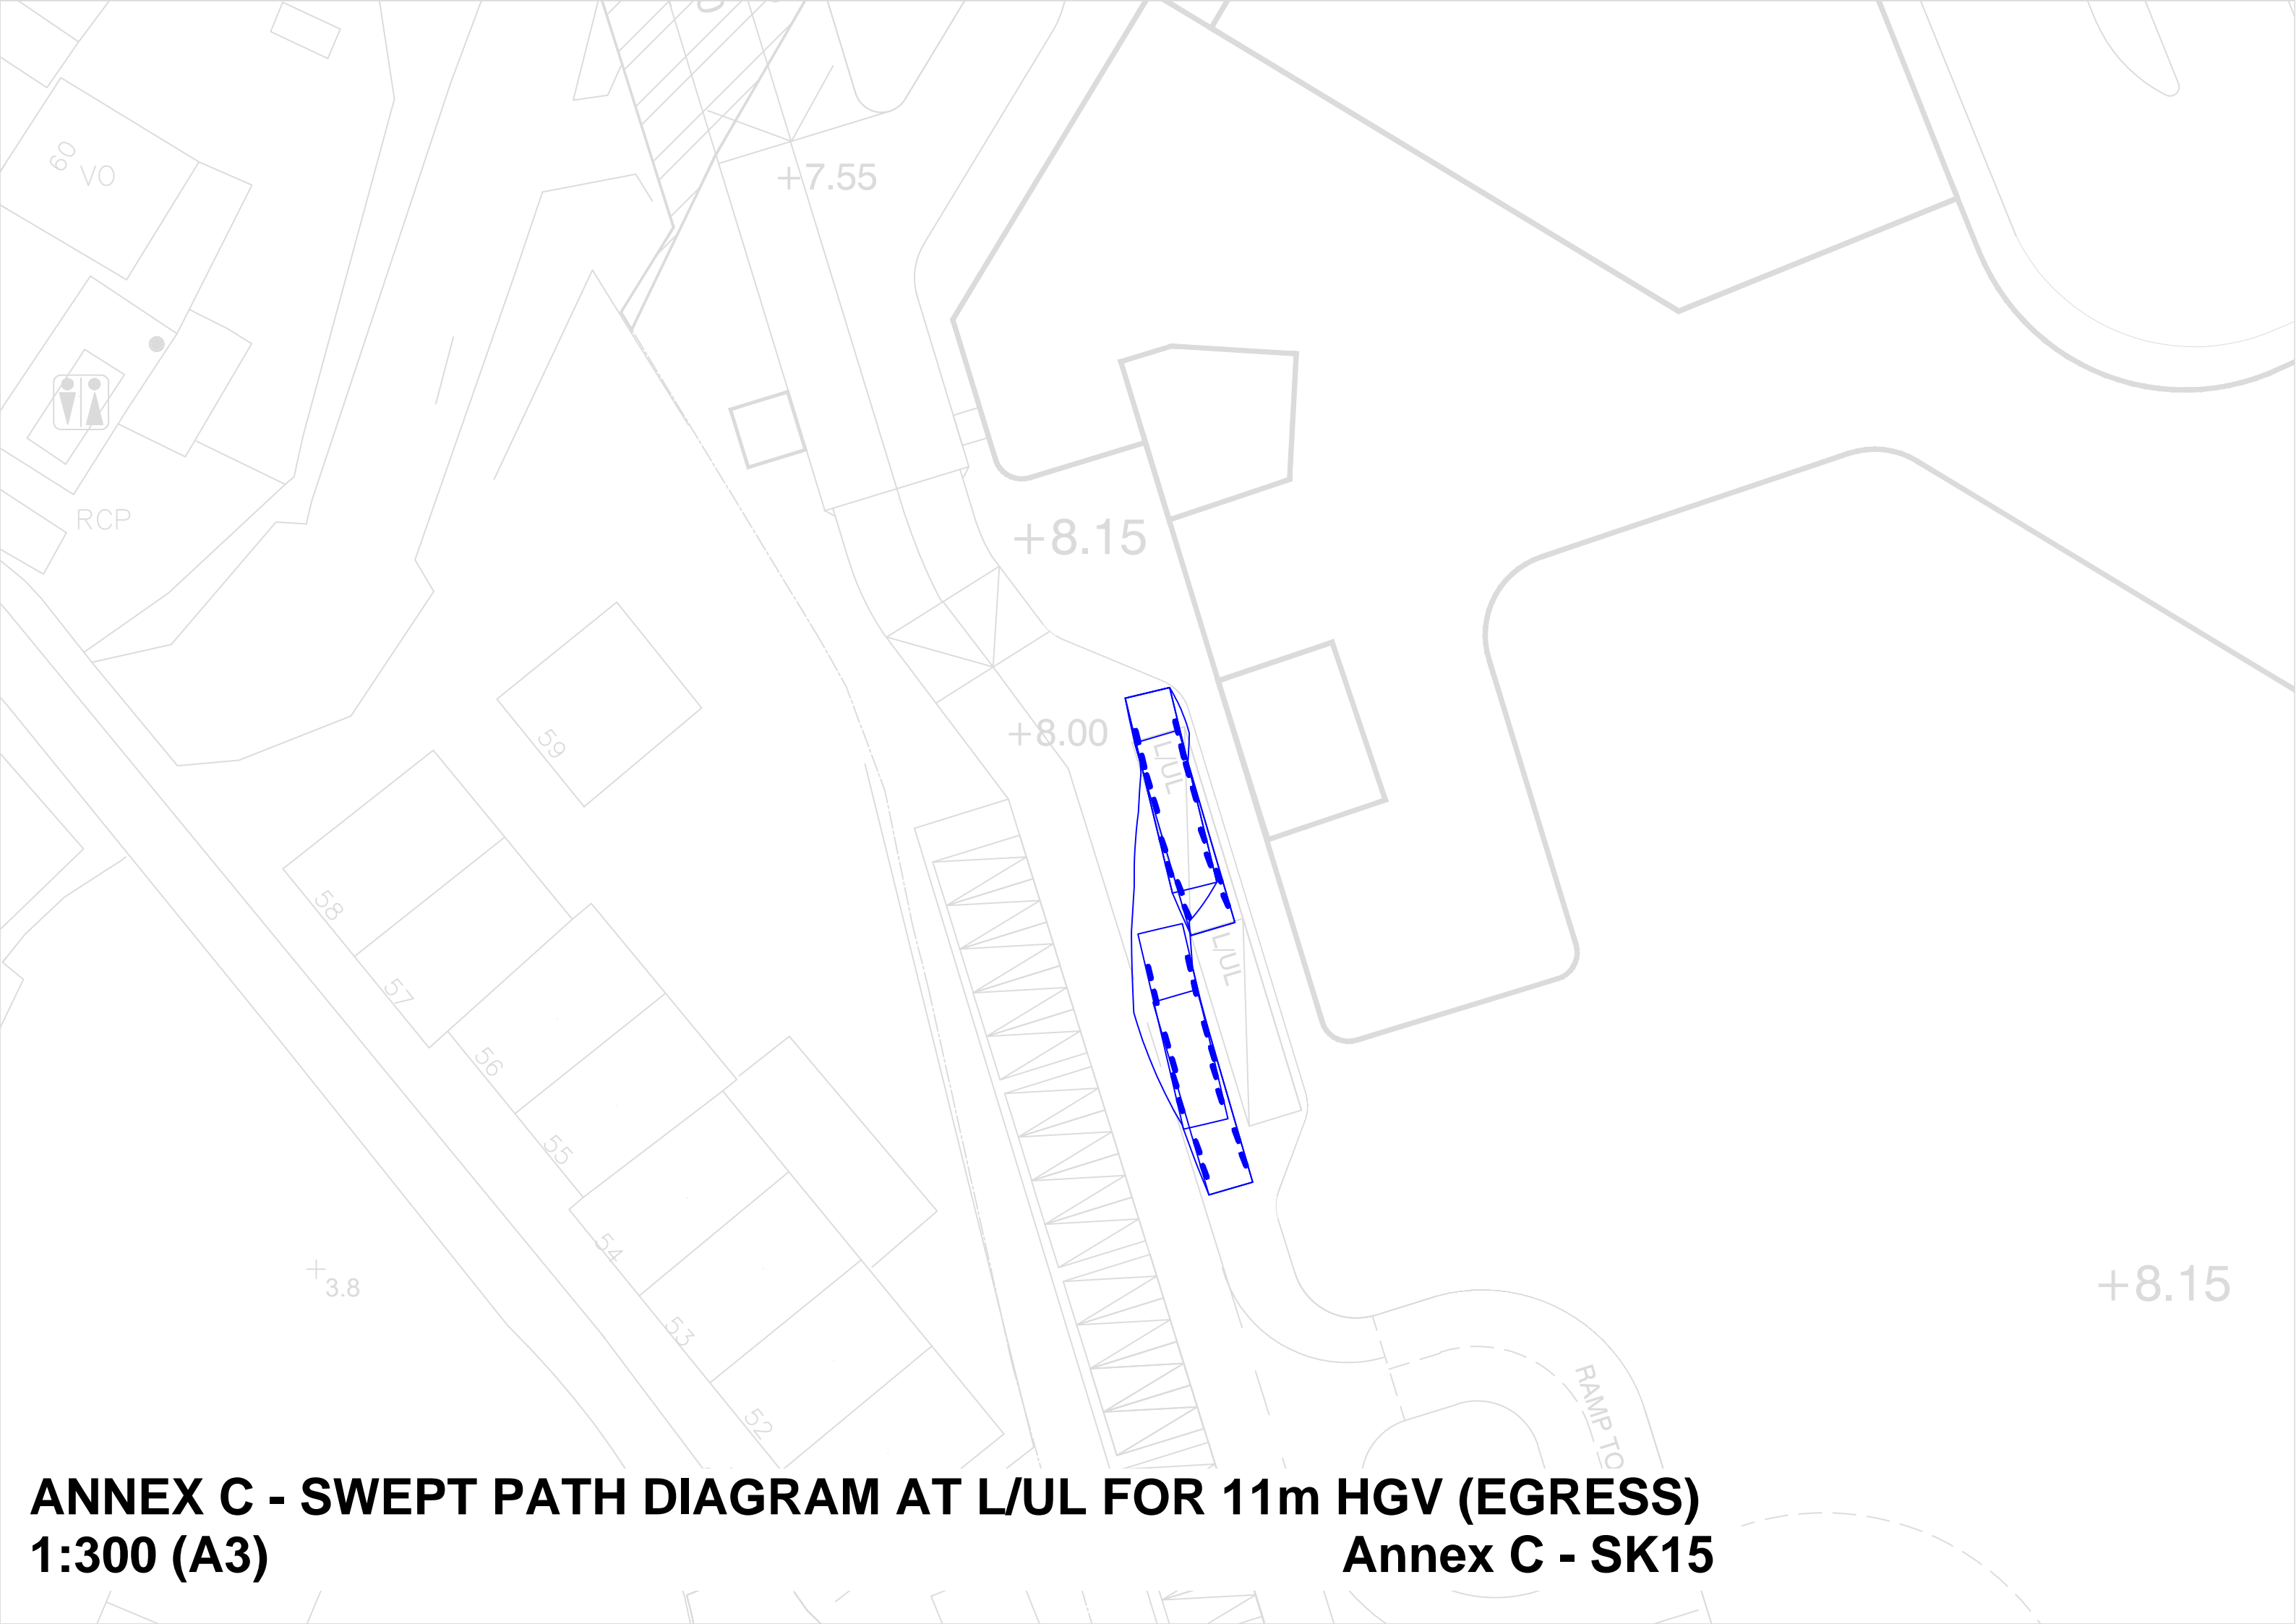 60
VO
+7.55
RCP
+8.15
+8.00
L/UL
59
58
L/UL
57
56
55
54
+8.15
3.8
53
52
RAMP TO
ANNEX C - SWEPT PATH DIAGRAM AT L/UL FOR 11m HGV (EGRESS)
1:300 (A3)
Annex C - SK15